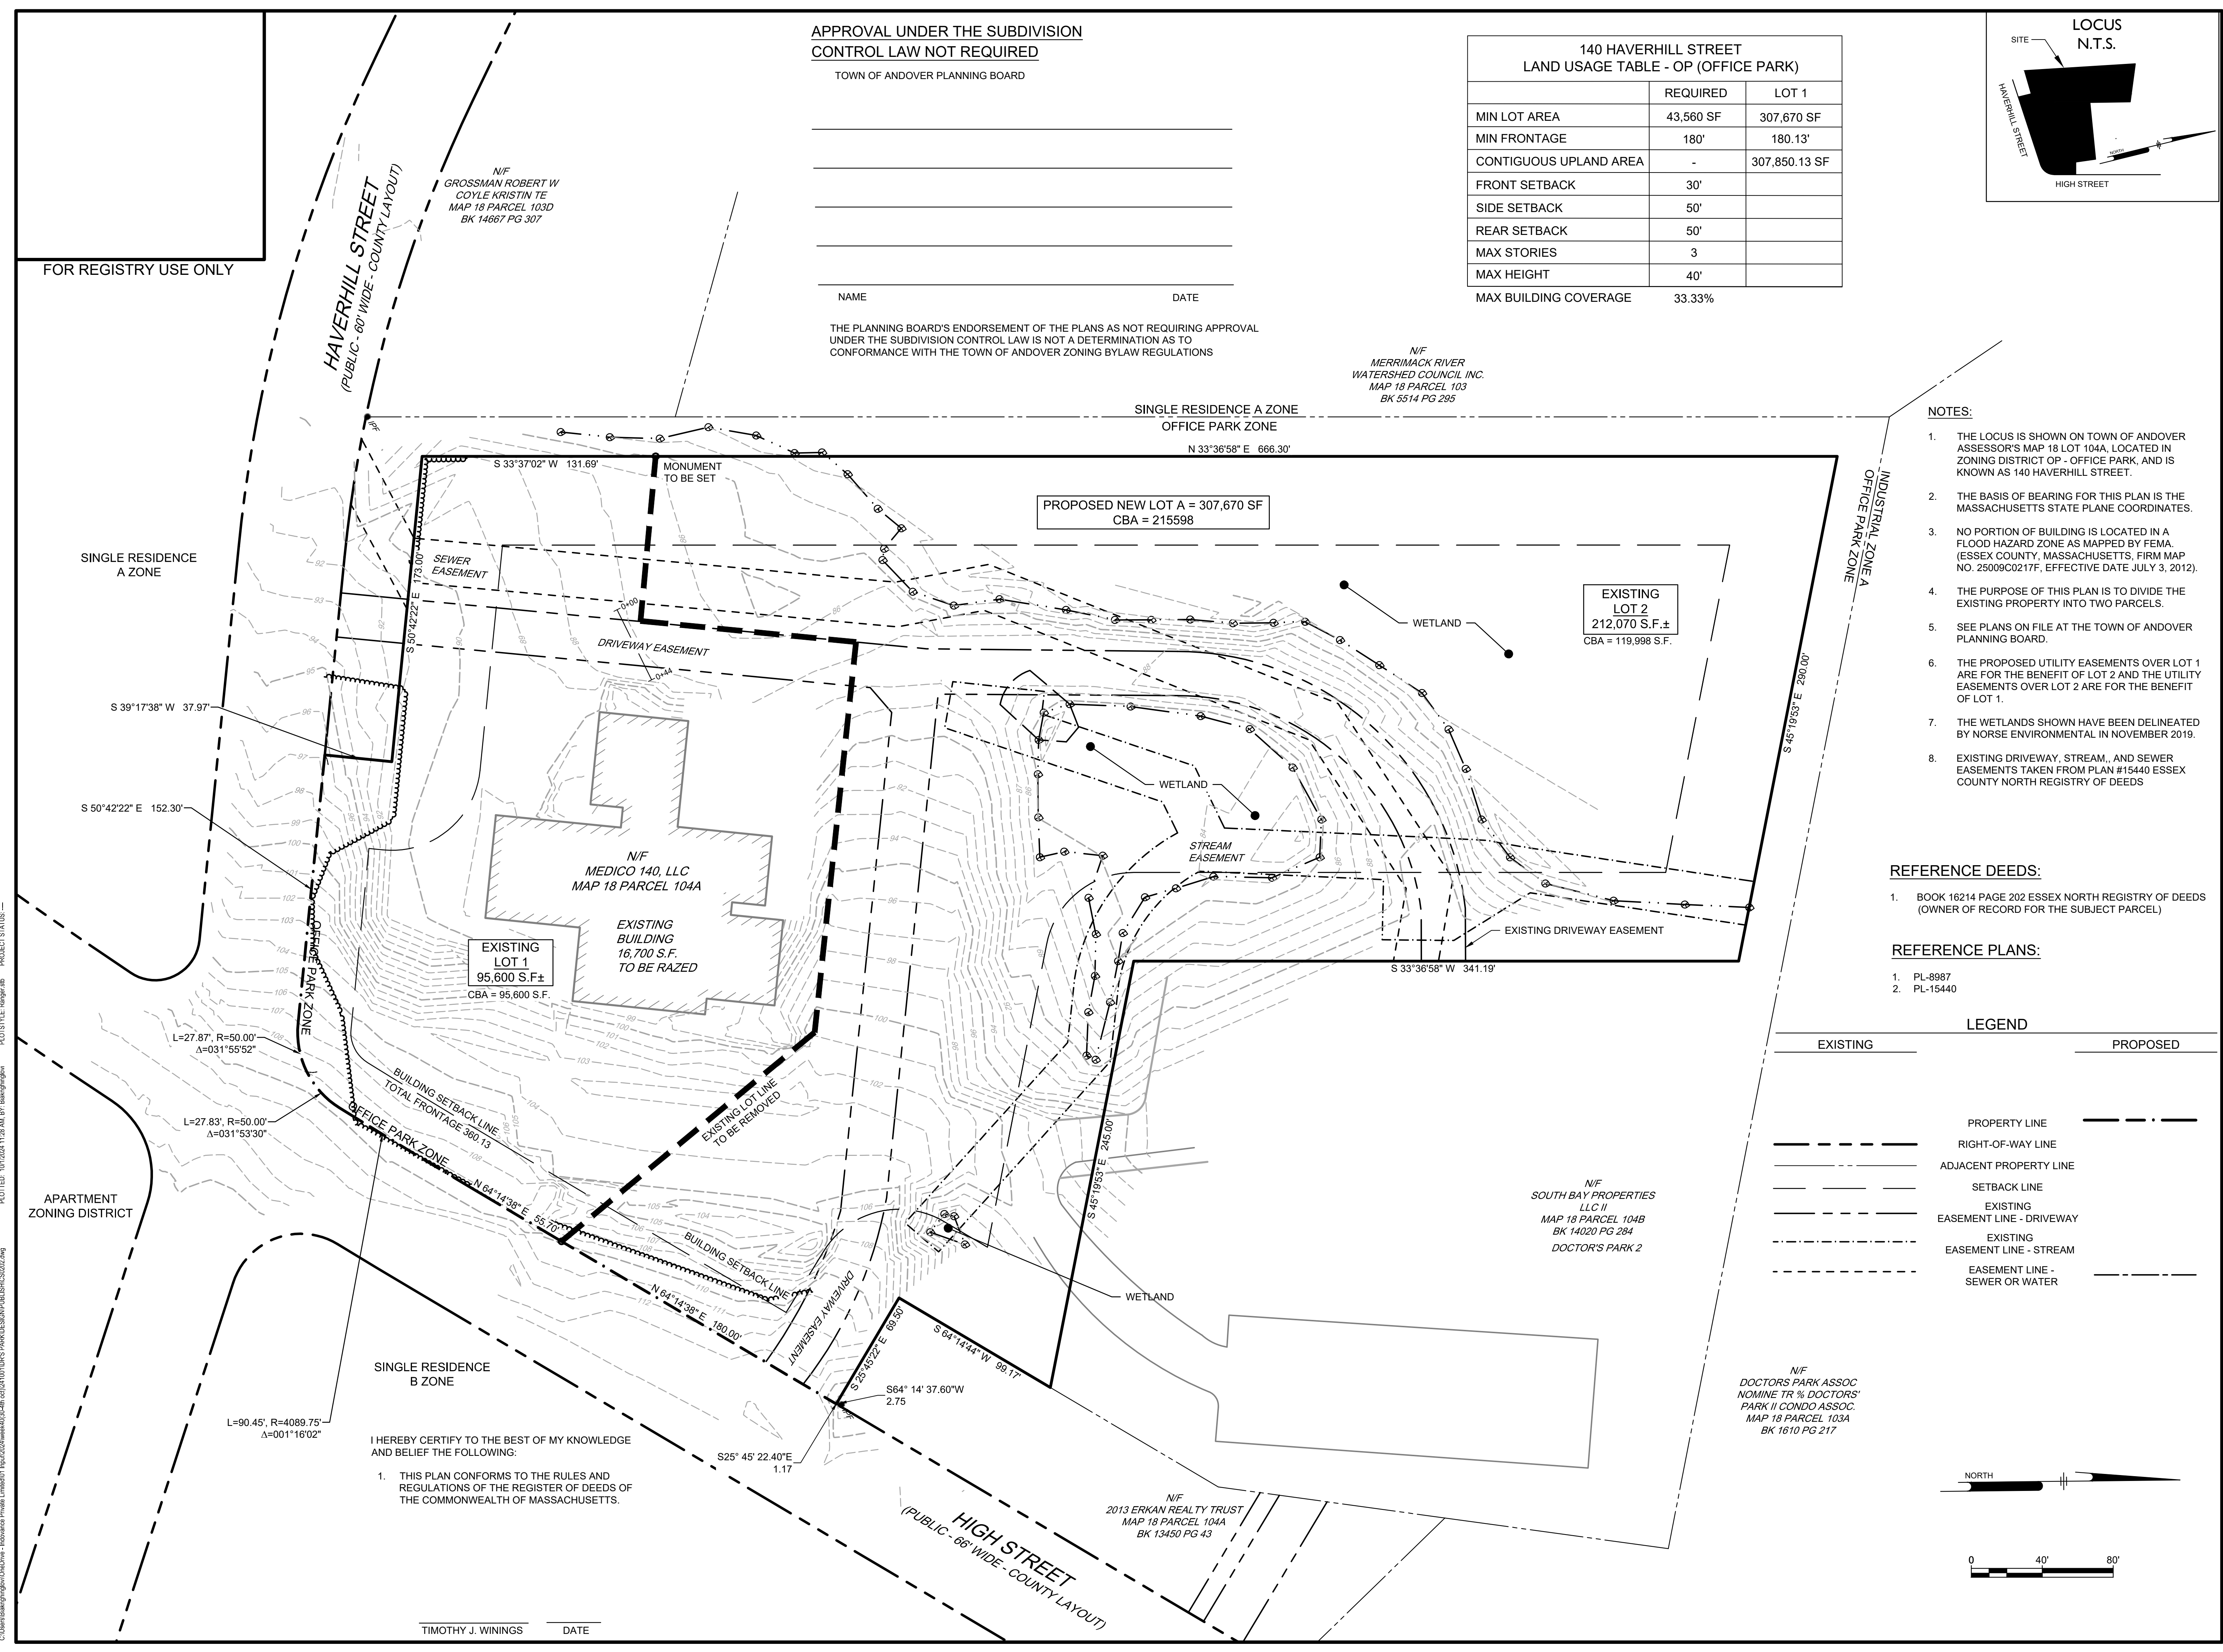 APPROVAL UNDER THE SUBDIVISION
CONTROL LAW NOT REQUIRED
TOWN OF ANDOVER PLANNING BOARD
NAME
DATE
THE PLANNING BOARD'S ENDORSEMENT OF THE PLANS AS NOT REQUIRING APPROVAL
UNDER THE SUBDIVISION CONTROL LAW IS NOT A DETERMINATION AS TO
CONFORMANCE WITH THE TOWN OF ANDOVER ZONING BYLAW REGULATIONS
140 HAVERHILL STREET
LAND USAGE TABLE - OP (OFFICE PARK)
REQUIRED LOT 1
MIN LOT AREA 43,560 SF 307,670 SF
MIN FRONTAGE 180' 180.13'
CONTIGUOUS UPLAND AREA - 307,850.13 SF
FRONT SETBACK 30'
SIDE SETBACK 50'
REAR SETBACK 50'
MAX STORIES 3
MAX HEIGHT 40'
MAX BUILDING COVERAGE 33.33%
LOCUS
N.T.S.
SITE
HAVERHILL STREET
NORTH
HIGH STREET
FOR REGISTRY USE ONLY
HAVERHILL STREET
(PUBLIC - 60' WIDE - COUNTY LAYOUT)
N/F
GROSSMAN ROBERT W
COYLE KRISTIN TE
MAP 18 PARCEL 103D
BK 14667 PG 307
N/F
MERRIMACK RIVER
WATERSHED COUNCIL INC.
MAP 18 PARCEL 103
BK 5514 PG 295
SINGLE RESIDENCE A ZONE
OFFICE PARK ZONE
N 33°36'58" E 666.30'
IPF
S 33°37'02" W 131.69'
MONUMENT
TO BE SET
PROPOSED NEW LOT A = 307,670 SF
CBA = 215598
INDUSTRIAL ZONE A
OFFICE PARK ZONE
SINGLE RESIDENCE
A ZONE
S 50°42'22" E 173.00'
SEWER
EASEMENT
0+00
DRIVEWAY EASEMENT
0+44
WETLAND
EXISTING
LOT 2
212,070 S.F.±
CBA = 119,998 S.F.
S 45°19'53" E 290.00'
S 39°17'38" W 37.97'
S 50°42'22" E 152.30'
WETLAND
STREAM
EASEMENT
N/F
MEDICO 140, LLC
MAP 18 PARCEL 104A
EXISTING
BUILDING
16,700 S.F.
TO BE RAZED
EXISTING
LOT 1
95,600 S.F±
CBA = 95,600 S.F.
EXISTING DRIVEWAY EASEMENT
S 33°36'58" W 341.19'
OFFICE PARK ZONE
L=27.87', R=50.00'
Δ=031°55'52"
L=27.83', R=50.00'
Δ=031°53'30"
BUILDING SETBACK LINE
TOTAL FRONTAGE 360.13
OFFICE PARK ZONE
EXISTING LOT LINE
TO BE REMOVED
N 64°14'38" E 55.70'
BUILDING SETBACK LINE
N 64°14'38" E 180.00'
DRIVEWAY EASEMENT
S 45°19'53" E 245.00'
WETLAND
S 25°45'22" E 69.50'
S 64°14'44" W 99.17'
S64° 14' 37.60"W
2.75
S25° 45' 22.40"E
1.17
APARTMENT
ZONING DISTRICT
SINGLE RESIDENCE
B ZONE
L=90.45', R=4089.75'
Δ=001°16'02"
N/F
SOUTH BAY PROPERTIES
LLC II
MAP 18 PARCEL 104B
BK 14020 PG 284
DOCTOR'S PARK 2
N/F
DOCTORS PARK ASSOC
NOMINE TR % DOCTORS'
PARK II CONDO ASSOC.
MAP 18 PARCEL 103A
BK 1610 PG 217
N/F
2013 ERKAN REALTY TRUST
MAP 18 PARCEL 104A
BK 13450 PG 43
HIGH STREET
(PUBLIC - 66' WIDE - COUNTY LAYOUT)
I HEREBY CERTIFY TO THE BEST OF MY KNOWLEDGE
AND BELIEF THE FOLLOWING:
1. THIS PLAN CONFORMS TO THE RULES AND
REGULATIONS OF THE REGISTER OF DEEDS OF
THE COMMONWEALTH OF MASSACHUSETTS.
TIMOTHY J. WININGS
DATE
NOTES:
1. THE LOCUS IS SHOWN ON TOWN OF ANDOVER
ASSESSOR'S MAP 18 LOT 104A, LOCATED IN
ZONING DISTRICT OP - OFFICE PARK, AND IS
KNOWN AS 140 HAVERHILL STREET.
2. THE BASIS OF BEARING FOR THIS PLAN IS THE
MASSACHUSETTS STATE PLANE COORDINATES.
3. NO PORTION OF BUILDING IS LOCATED IN A
FLOOD HAZARD ZONE AS MAPPED BY FEMA.
(ESSEX COUNTY, MASSACHUSETTS, FIRM MAP
NO. 25009C0217F, EFFECTIVE DATE JULY 3, 2012).
4. THE PURPOSE OF THIS PLAN IS TO DIVIDE THE
EXISTING PROPERTY INTO TWO PARCELS.
5. SEE PLANS ON FILE AT THE TOWN OF ANDOVER
PLANNING BOARD.
6. THE PROPOSED UTILITY EASEMENTS OVER LOT 1
ARE FOR THE BENEFIT OF LOT 2 AND THE UTILITY
EASEMENTS OVER LOT 2 ARE FOR THE BENEFIT
OF LOT 1.
7. THE WETLANDS SHOWN HAVE BEEN DELINEATED
BY NORSE ENVIRONMENTAL IN NOVEMBER 2019.
8. EXISTING DRIVEWAY, STREAM,, AND SEWER
EASEMENTS TAKEN FROM PLAN #15440 ESSEX
COUNTY NORTH REGISTRY OF DEEDS
REFERENCE DEEDS:
1. BOOK 16214 PAGE 202 ESSEX NORTH REGISTRY OF DEEDS
(OWNER OF RECORD FOR THE SUBJECT PARCEL)
REFERENCE PLANS:
1. PL-8987
2. PL-15440
LEGEND
EXISTING
PROPOSED
PROPERTY LINE
RIGHT-OF-WAY LINE
ADJACENT PROPERTY LINE
SETBACK LINE
EXISTING
EASEMENT LINE - DRIVEWAY
EXISTING
EASEMENT LINE - STREAM
EASEMENT LINE -
SEWER OR WATER
NORTH
0 40' 80'